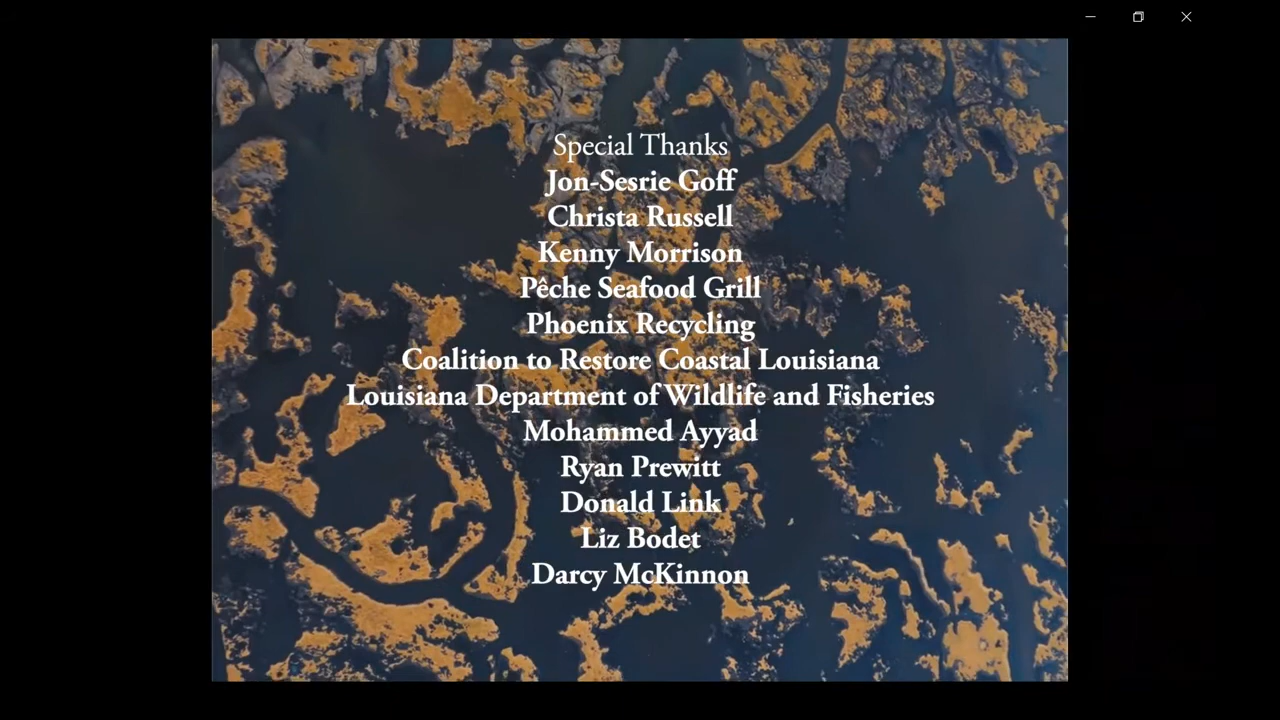 Special Thanks
Jon-Sesrie Goff
Christa Russell
Kenny Morrison
Pêche Seafood Grill
Phoenix Recycling
Coalition to Restore Coastal Louisiana
Louisiana Department of Wildlife and Fisheries
Mohammed Ayyad
Ryan Prewitt
Donald Link
Liz Bodet
Darcy McKinnon